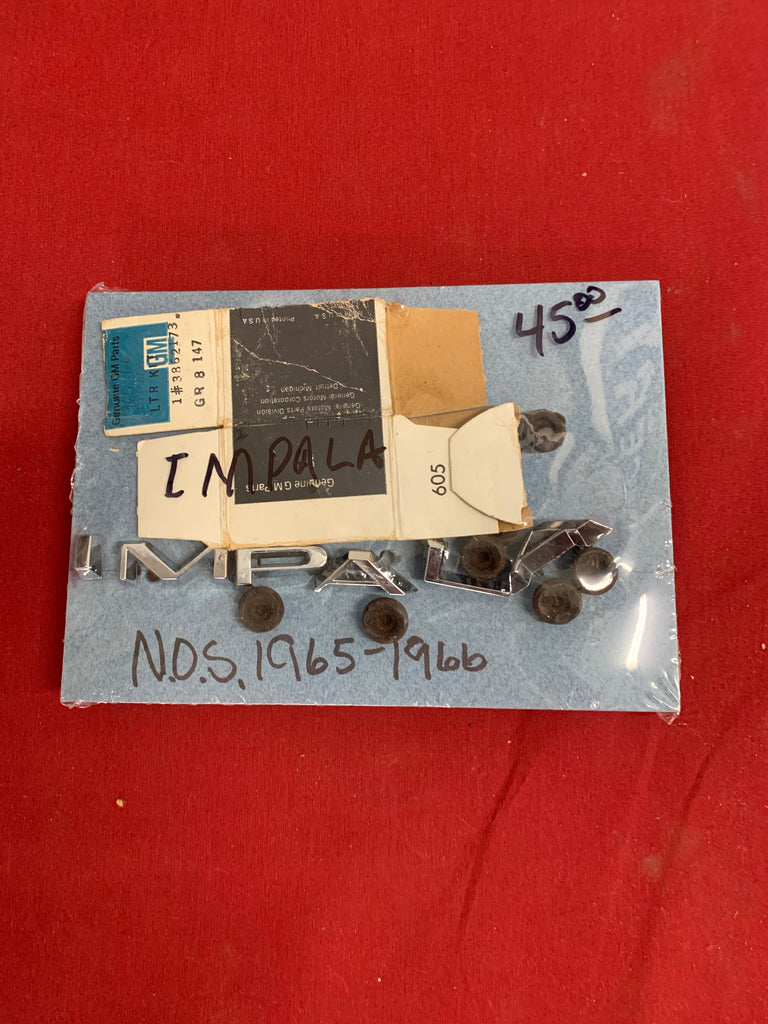 45.00
Genuine GM Parts
GM
LTR K
1#3862173
GR 8 147
Printed in USA
U S A
General Motors Parts Division
General Motors Corporation
Detroit Michigan
Genuine GM Parts
IMPALA
605
IMPALA
N.O.S. 1965-1966